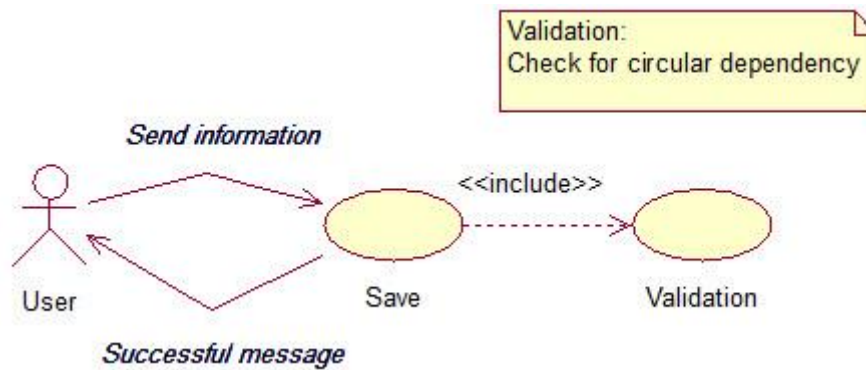 Validation:
Check for circular dependency
Send information
<<include>>
User
Save
Validation
Successful message